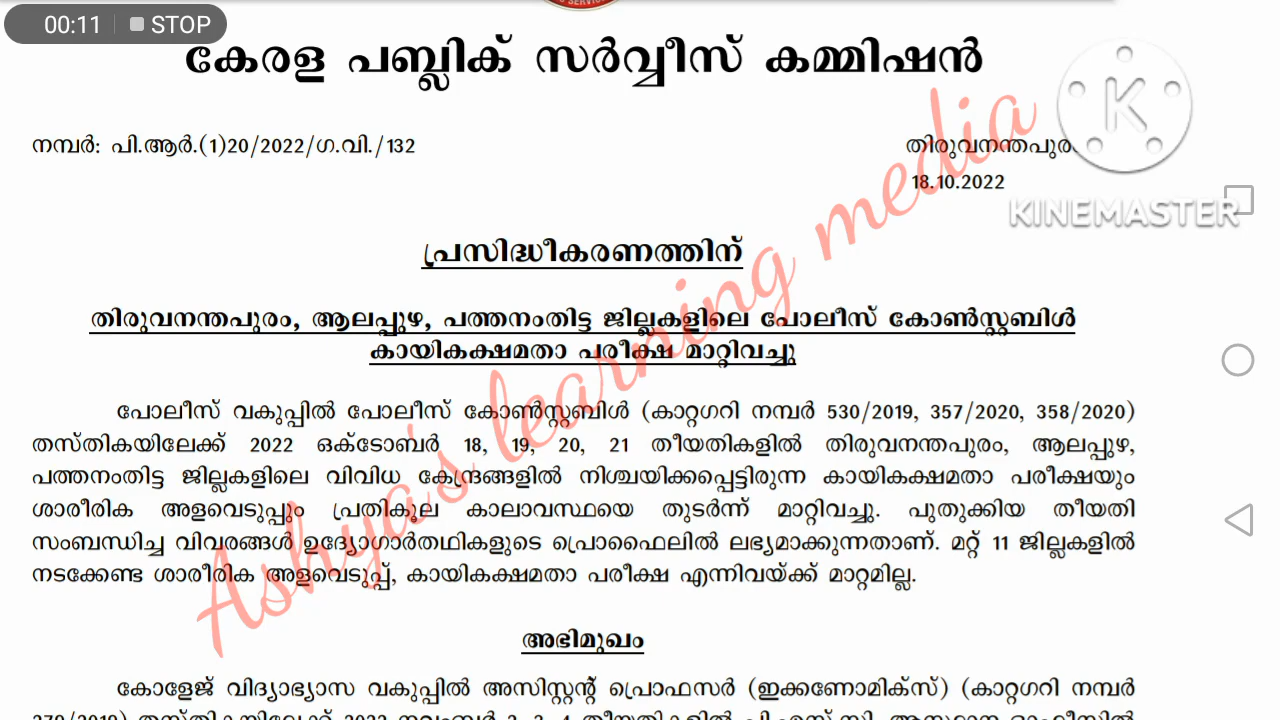 00:11 STOP
കേരള പബ്ലിക് സർവ്വീസ് കമ്മിഷൻ
നമ്പർ: പി.ആർ.(1)20/2022/ഗ.വി./132
18.10.2022
KINEMASTER
പ്രസിദ്ധീകരണത്തിന്
തിരുവനന്തപുരം, ആലപ്പുഴ, പത്തനംതിട്ട ജില്ലകളിലെ പോലീസ് കോൺസ്റ്റബിൾ
കായികക്ഷമതാ പരീക്ഷ മാറ്റിവച്ചു
പോലീസ് വകുപ്പിൽ പോലീസ് കോൺസ്റ്റബിൾ (കാറ്റഗറി നമ്പർ 530/2019, 357/2020, 358/2020)
തസ്തികയിലേക്ക് 2022 ഒക്ടോബർ 18, 19, 20, 21 തീയതികളിൽ തിരുവനന്തപുരം, ആലപ്പുഴ,
പത്തനംതിട്ട ജില്ലകളിലെ വിവിധ കേന്ദ്രങ്ങളിൽ നിശ്ചയിക്കപ്പെട്ടിരുന്ന കായികക്ഷമതാ പരീക്ഷയും
ശാരീരിക അളവെടുപ്പും പ്രതികൂല കാലാവസ്ഥയെ തുടർന്ന് മാറ്റിവച്ചു. പുതുക്കിയ തീയതി
സംബന്ധിച്ച വിവരങ്ങൾ ഉദ്യോഗാർത്ഥികളുടെ പ്രൊഫൈലിൽ ലഭ്യമാക്കുന്നതാണ്. മറ്റ് 11 ജില്ലകളിൽ
നടക്കേണ്ട ശാരീരിക അളവെടുപ്പ്, കായികക്ഷമതാ പരീക്ഷ എന്നിവയ്ക്ക് മാറ്റമില്ല.
Ashya's learning media
അഭിമുഖം
കോളേജ് വിദ്യാഭ്യാസ വകുപ്പിൽ അസിസ്റ്റന്റ് പ്രൊഫസർ (ഇക്കണോമിക്സ്) (കാറ്റഗറി നമ്പർ